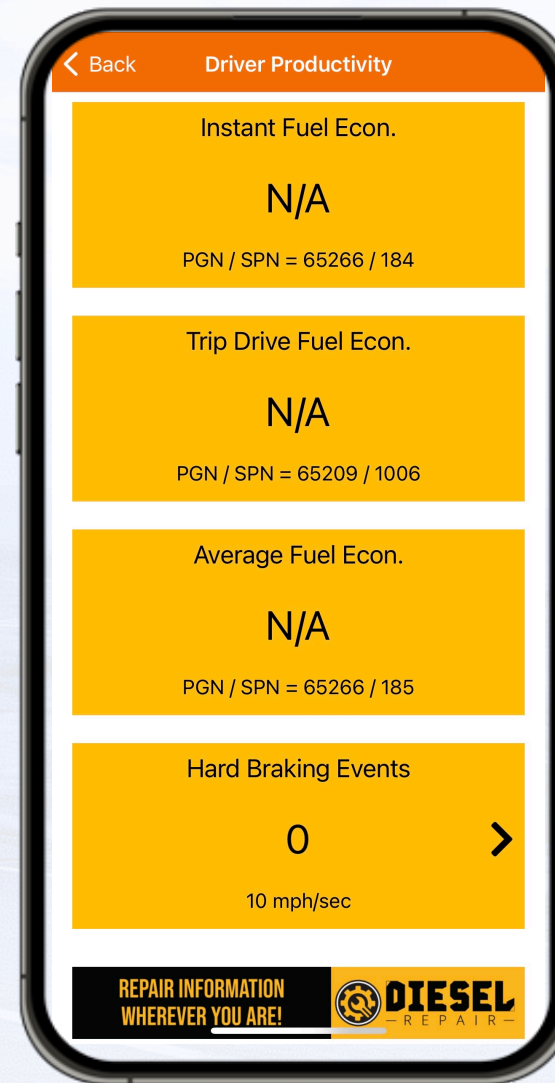 Back
Driver Productivity
Instant Fuel Econ.
N/A
PGN / SPN = 65266 / 184
Trip Drive Fuel Econ.
N/A
PGN / SPN = 65209 / 1006
Average Fuel Econ.
N/A
PGN / SPN = 65266 / 185
Hard Braking Events
0
10 mph/sec
REPAIR INFORMATION
WHEREVER YOU ARE!
DIESEL
REPAIR